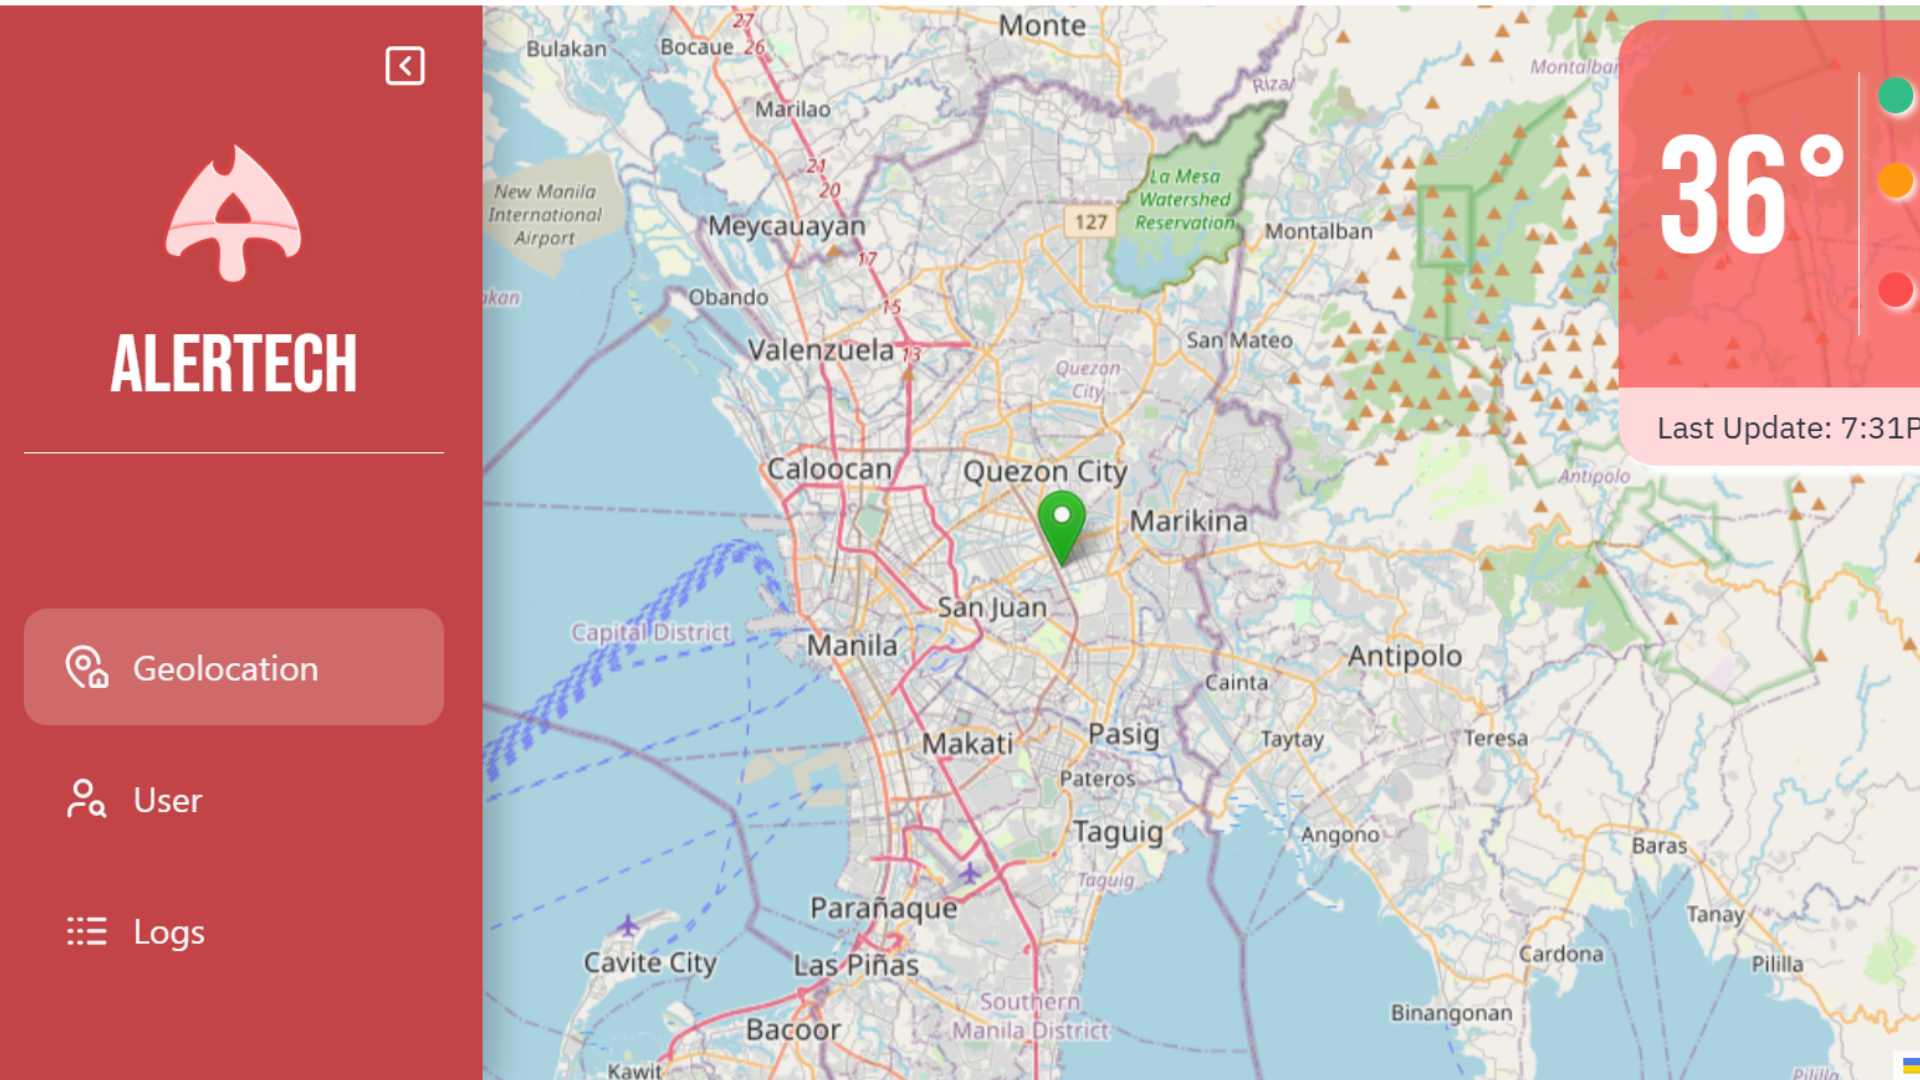 ALERTECH
Geolocation
User
Logs
Monte
Bulakan
Bocaue
27
26
Montalban
Rizal
Marilao
21
20
New Manila
International
Airport
La Mesa
Watershed
Reservation
127
Meycauayan
Montalban
17
Obando
15
Valenzuela
13
San Mateo
Quezon
City
Caloocan
Quezon City
Antipolo
Marikina
San Juan
Capital District
Manila
Antipolo
Cainta
Makati
Pasig
Taytay
Teresa
Pateros
Taguig
Angono
Baras
Taguig
Parañaque
Tanay
Cavite City
Las Piñas
Cardona
Pililla
Southern
Manila District
Binangonan
Bacoor
Kawit
Pililla
36°
Last Update: 7:31P